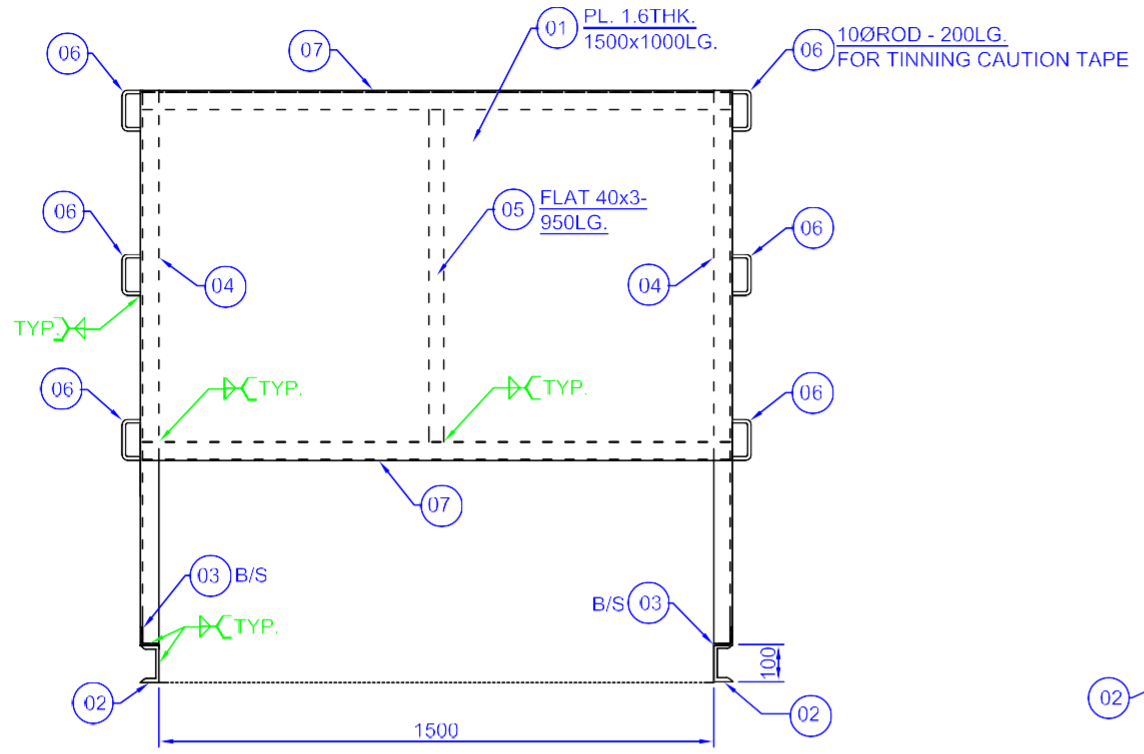 06
07
01
PL. 1.6THK.
1500x1000LG.
06
10ØROD - 200LG.
FOR TINNING CAUTION TAPE
06
05
FLAT 40x3-
950LG.
06
04
04
TYP.
06
TYP.
TYP.
06
07
03 B/S
B/S 03
TYP.
100
02
02
02
1500